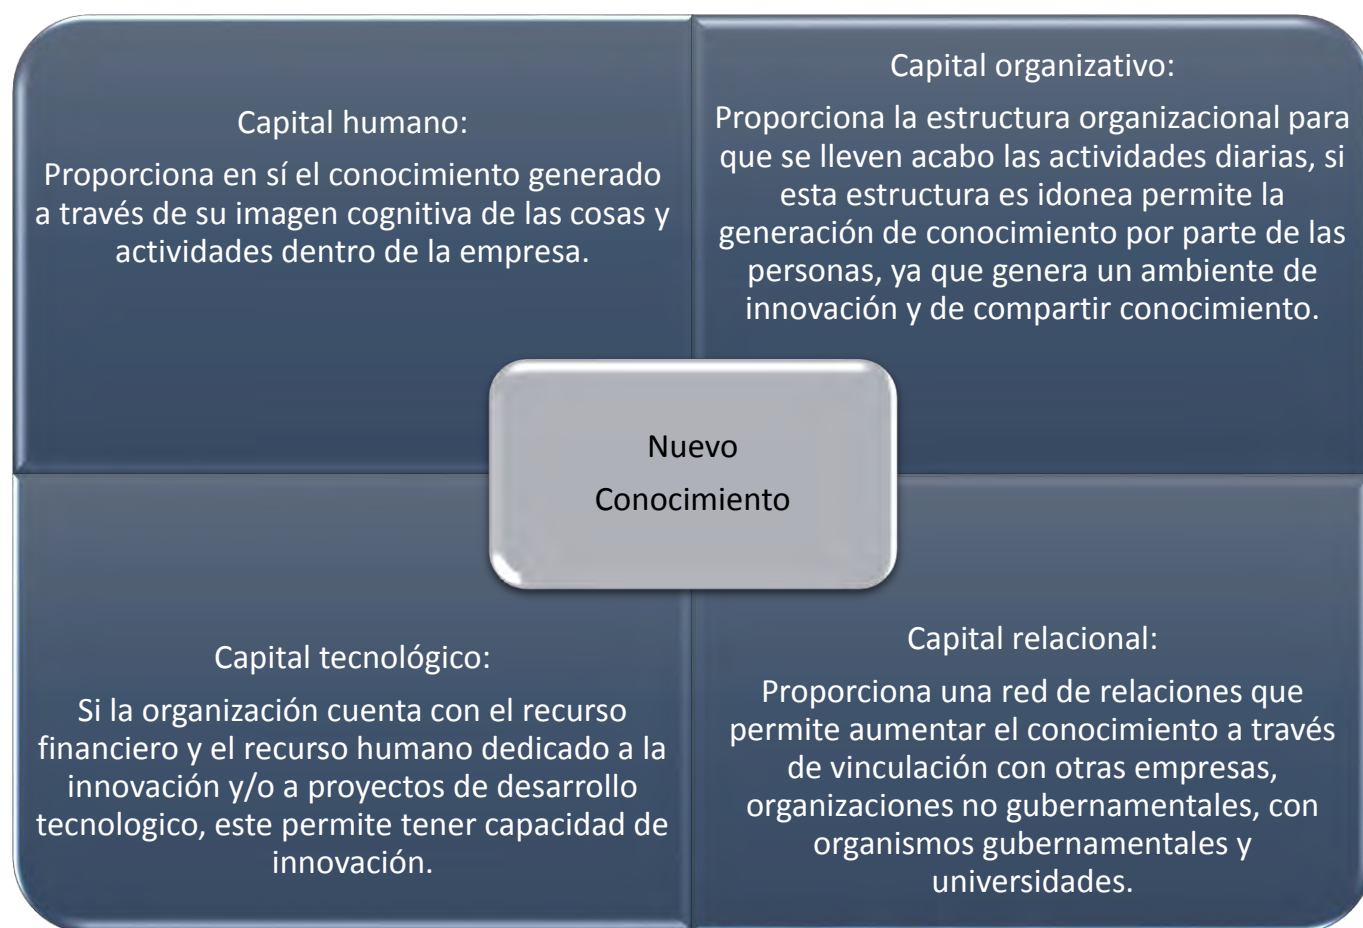 Capital humano:
Proporciona en sí el conocimiento generado
a través de su imagen cognitiva de las cosas y
actividades dentro de la empresa.
Capital organizativo:
Proporciona la estructura organizacional para
que se lleven acabo las actividades diarias, si
esta estructura es idonea permite la
generación de conocimiento por parte de las
personas, ya que genera un ambiente de
innovación y de compartir conocimiento.
Nuevo
Conocimiento
Capital tecnológico:
Si la organización cuenta con el recurso
financiero y el recurso humano dedicado a la
innovación y/o a proyectos de desarrollo
tecnologico, este permite tener capacidad de
innovación.
Capital relacional:
Proporciona una red de relaciones que
permite aumentar el conocimiento a través
de vinculación con otras empresas,
organizaciones no gubernamentales, con
organismos gubernamentales y
universidades.